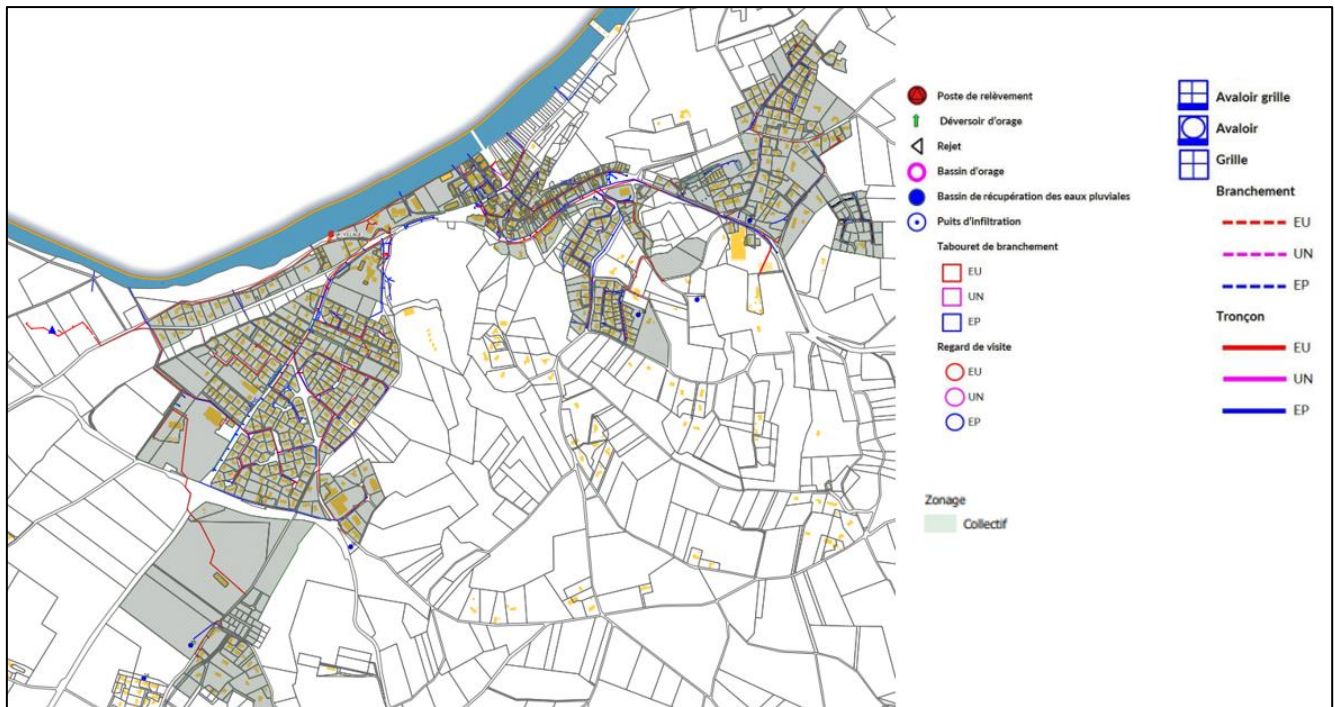 Poste de relèvement
Déversoir d'orage
Rejet
Bassin d'orage
Bassin de récupération des eaux pluviales
Puits d'infiltration
Tabouret de branchement
EU
UN
EP
Regard de visite
EU
UN
EP
Zonage
Collectif
Avaloir grille
Avaloir
Grille
Branchement
EU
UN
EP
Tronçon
EU
UN
EP